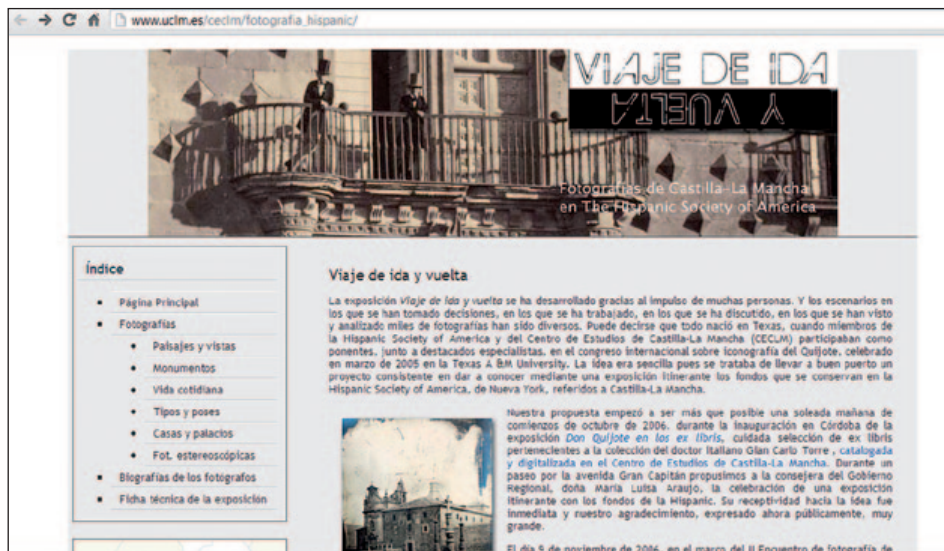 www.uclm.es/ceclm/fotografia_hispanic/
VIAJE DE IDA
Y VUELTA
Fotografías de Castilla-La Mancha
en The Hispanic Society of America
Índice
Página Principal
Fotografías
Paisajes y vistas
Monumentos
Vida cotidiana
Tipos y poses
Casas y palacios
Fot. estereoscópicas
Biografías de los fotógrafos
Ficha técnica de la exposición
Viaje de ida y vuelta
La exposición Viaje de ida y vuelta se ha desarrollado gracias al impulso de muchas personas. Y los escenarios en
los que se han tomado decisiones, en los que se ha trabajado, en los que se ha discutido, en los que se han visto
y analizado miles de fotografías han sido diversos. Puede decirse que todo nació en Texas, cuando miembros de
la Hispanic Society of America y del Centro de Estudios de Castilla-La Mancha (CECLM) participaban como
ponentes, junto a destacados especialistas, en el congreso internacional sobre iconografía del Quijote, celebrado
en marzo de 2005 en la Texas A &M University. La idea era sencilla pues se trataba de llevar a buen puerto un
proyecto consistente en dar a conocer mediante una exposición itinerante los fondos que se conservan en la
Hispanic Society of America, de Nueva York, referidos a Castilla-La Mancha.
Nuestra propuesta empezó a ser más que posible una soleada mañana de
comienzos de octubre de 2006, durante la inauguración en Córdoba de la
exposición Don Quijote en los ex libris, cuidada selección de ex libris
pertenecientes a la colección del doctor italiano Gian Carlo Torre , catalogada
y digitalizada en el Centro de Estudios de Castilla-La Mancha. Durante un
paseo por la avenida Gran Capitán propusimos a la consejera del Gobierno
Regional, doña María Luisa Araujo, la celebración de una exposición
itinerante con los fondos de la Hispanic. Su receptividad hacia la idea fue
inmediata y nuestro agradecimiento, expresado ahora públicamente, muy
grande.
El día 5 de noviembre de 2006, en el marco del II Encuentro de fotografía de